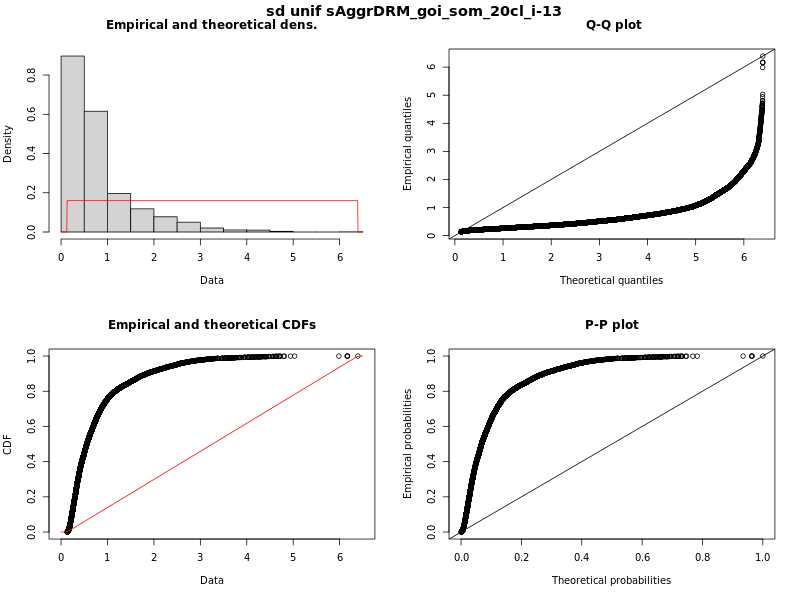 sd unif sAggrDRM_goi_som_20cl_i-13
Empirical and theoretical dens.
Density
0.0 0.2 0.4 0.6 0.8
0 1 2 3 4 5 6
Data
Q-Q plot
Empirical quantiles
0 1 2 3 4 5 6
0 1 2 3 4 5 6
Theoretical quantiles
Empirical and theoretical CDFs
CDF
0.0 0.2 0.4 0.6 0.8 1.0
0 1 2 3 4 5 6
Data
P-P plot
Empirical probabilities
0.0 0.2 0.4 0.6 0.8 1.0
0.0 0.2 0.4 0.6 0.8 1.0
Theoretical probabilities